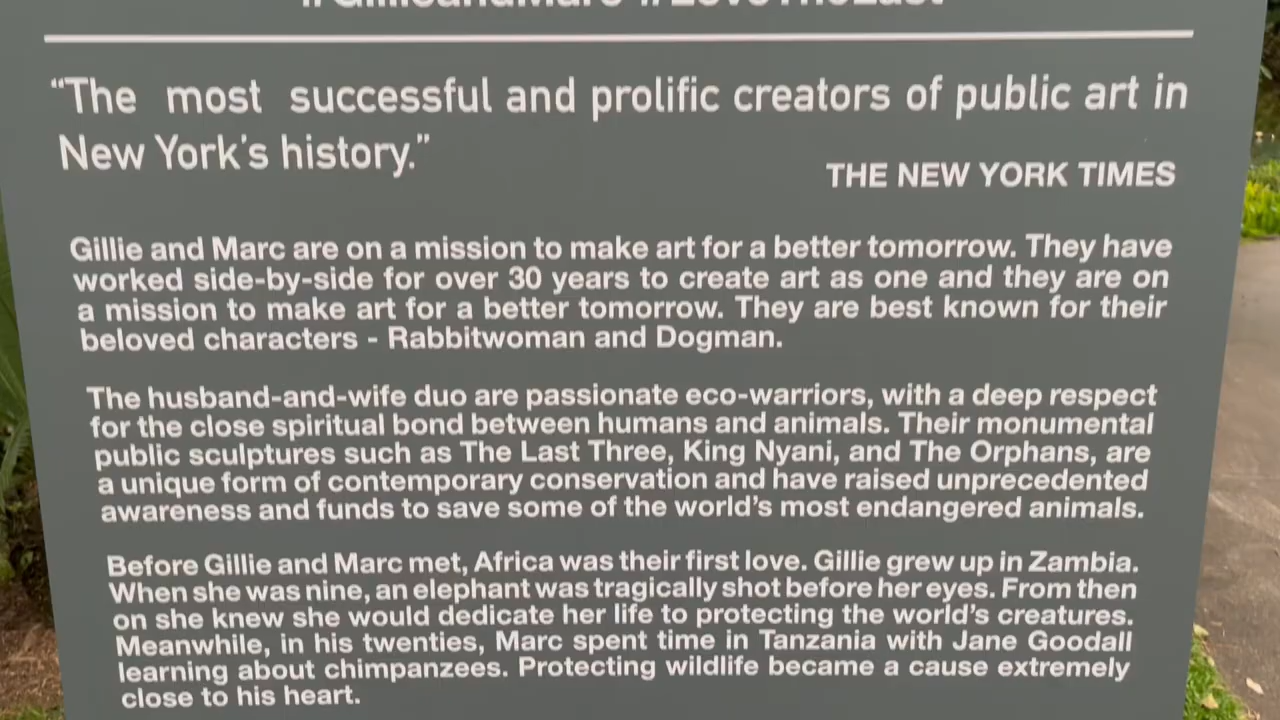 #GillieandMarc #LoveTheLast
“The most successful and prolific creators of public art in
New York’s history.”
THE NEW YORK TIMES
Gillie and Marc are on a mission to make art for a better tomorrow. They have
worked side-by-side for over 30 years to create art as one and they are on
a mission to make art for a better tomorrow. They are best known for their
beloved characters - Rabbitwoman and Dogman.
The husband-and-wife duo are passionate eco-warriors, with a deep respect
for the close spiritual bond between humans and animals. Their monumental
public sculptures such as The Last Three, King Nyani, and The Orphans, are
a unique form of contemporary conservation and have raised unprecedented
awareness and funds to save some of the world’s most endangered animals.
Before Gillie and Marc met, Africa was their first love. Gillie grew up in Zambia.
When she was nine, an elephant was tragically shot before her eyes. From then
on she knew she would dedicate her life to protecting the world’s creatures.
Meanwhile, in his twenties, Marc spent time in Tanzania with Jane Goodall
learning about chimpanzees. Protecting wildlife became a cause extremely
close to his heart.